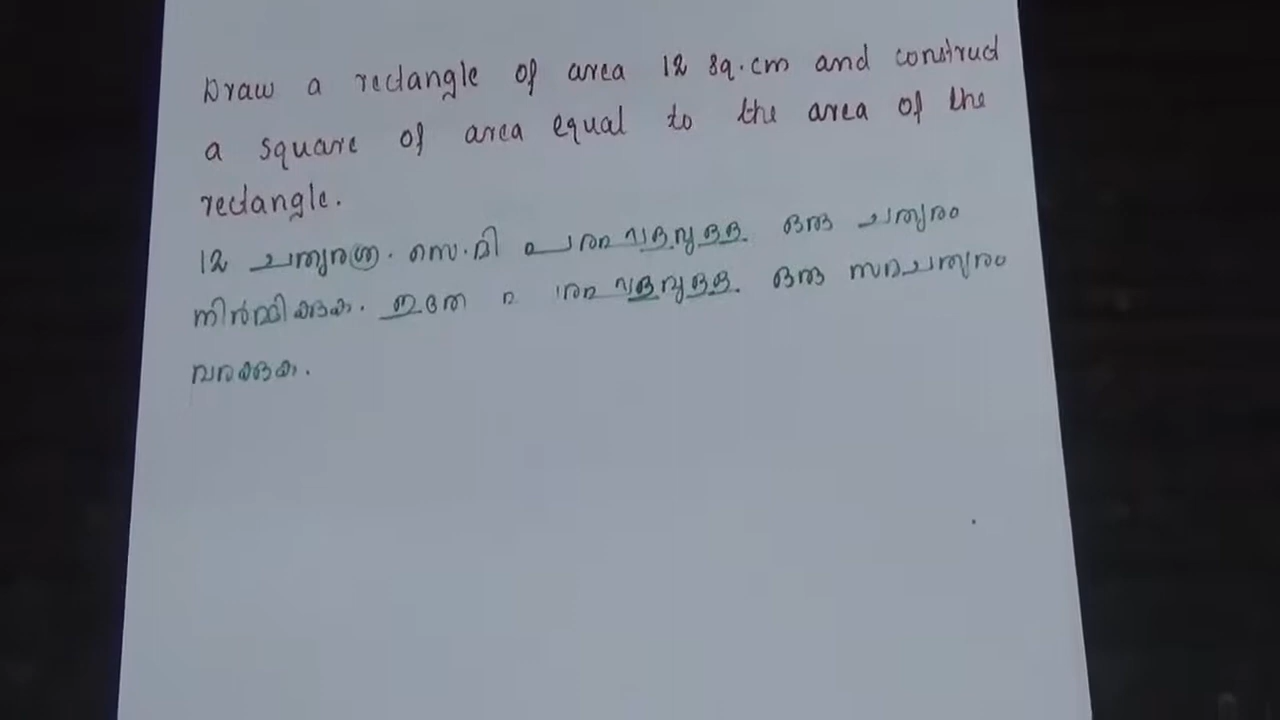 Draw a rectangle of area 12 sq.cm and construct
a square of area equal to the area of the
rectangle.
12 ചതുരശ്ര. സെ.മി പരപ്പളവുള്ള ഒരു ചതുരം
നിർമ്മിക്കുക. ഇതേ പരപ്പളവുള്ള ഒരു സമചതുരം
വരക്കുക.